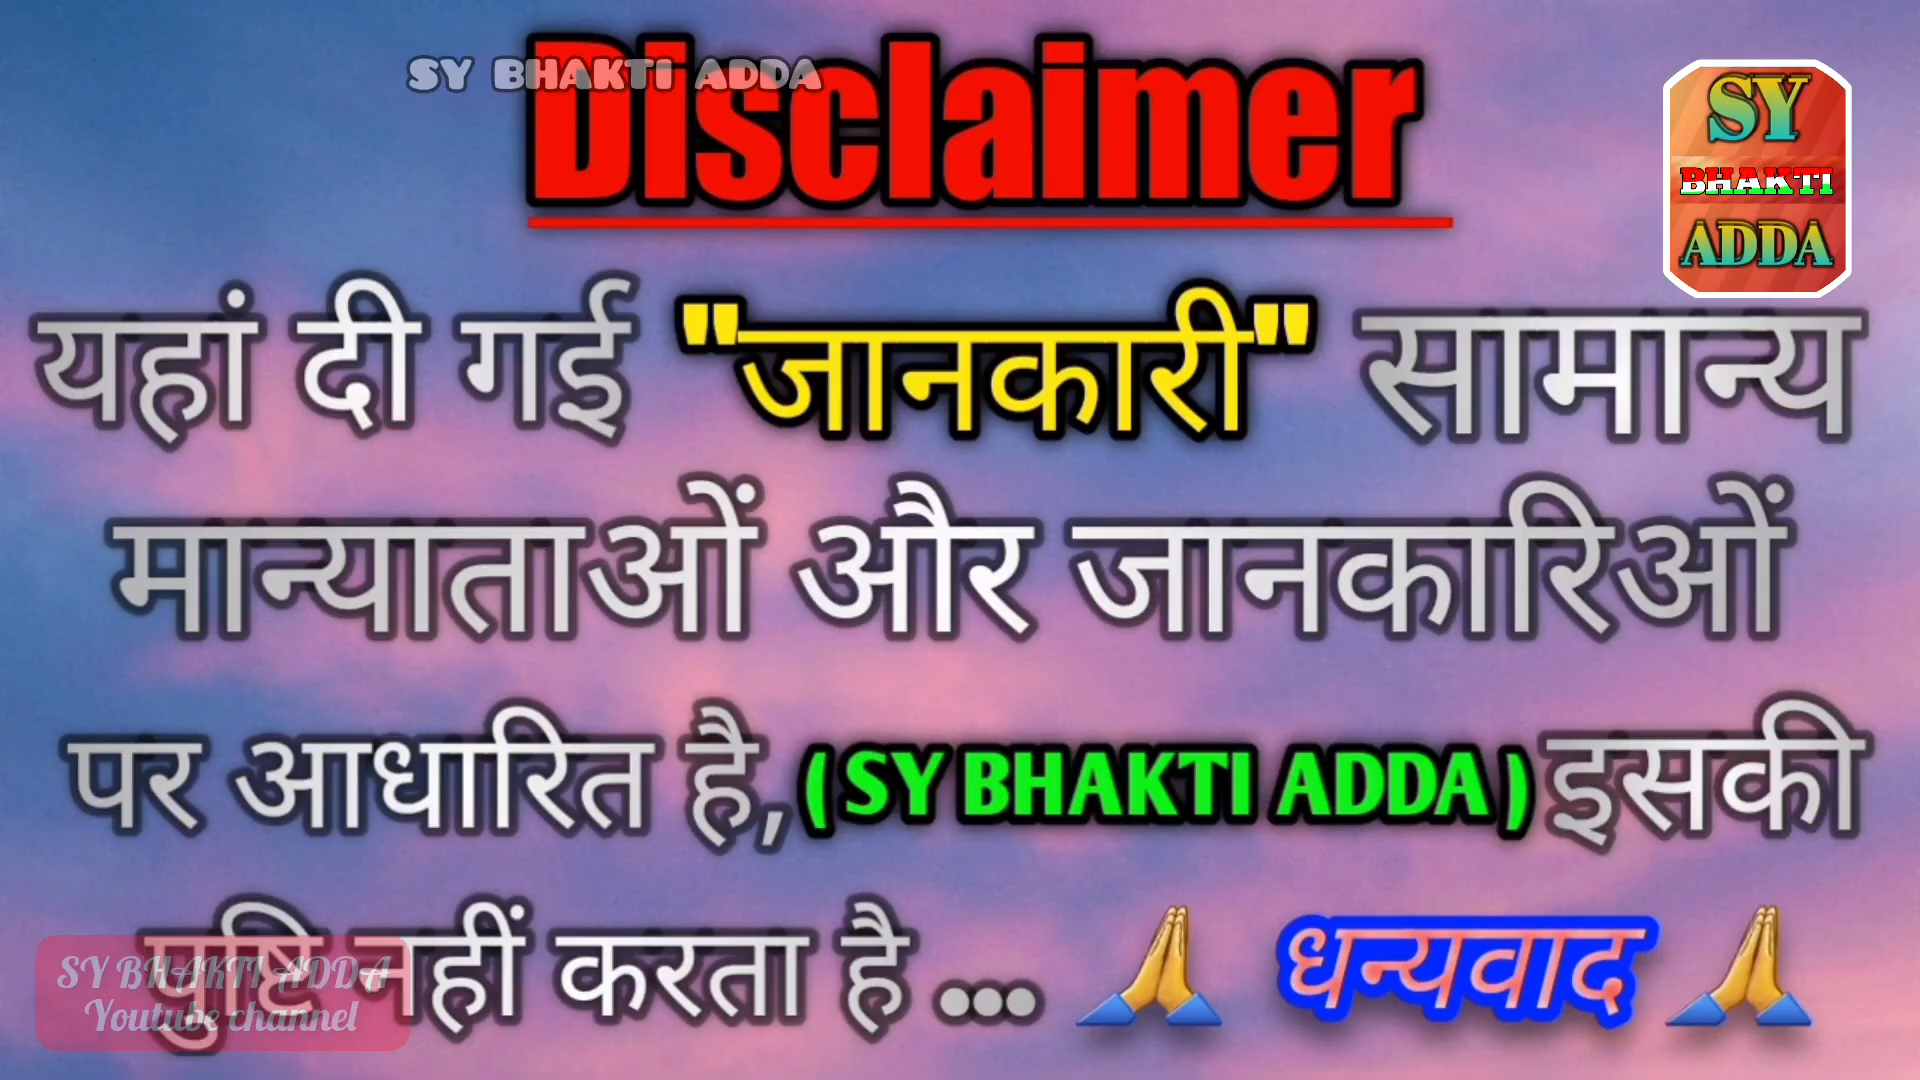 SY BHAKTI ADDA
Disclaimer
SY
BHAKTI
ADDA
यहां दी गई "जानकारी" सामान्य
मान्याताओं और जानकारिओं
पर आधारित है, (SY BHAKTI ADDA) इसकी
पुष्टि नहीं करता है ... 🙏 धन्यवाद 🙏
SY BHAKTI ADDA
Youtube channel